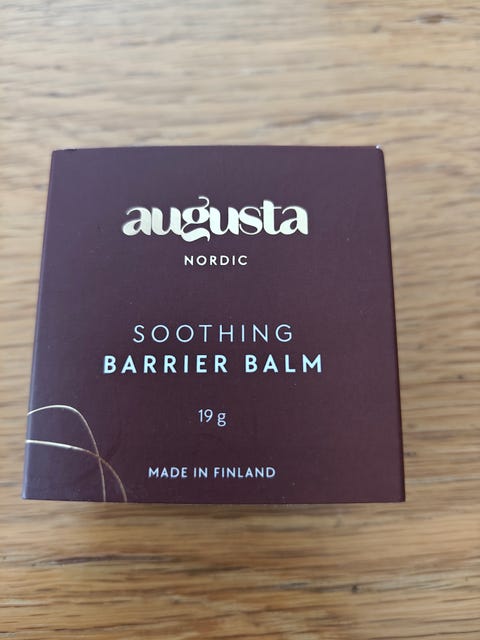 augusta
NORDIC
SOOTHING
BARRIER BALM
19 g
MADE IN FINLAND